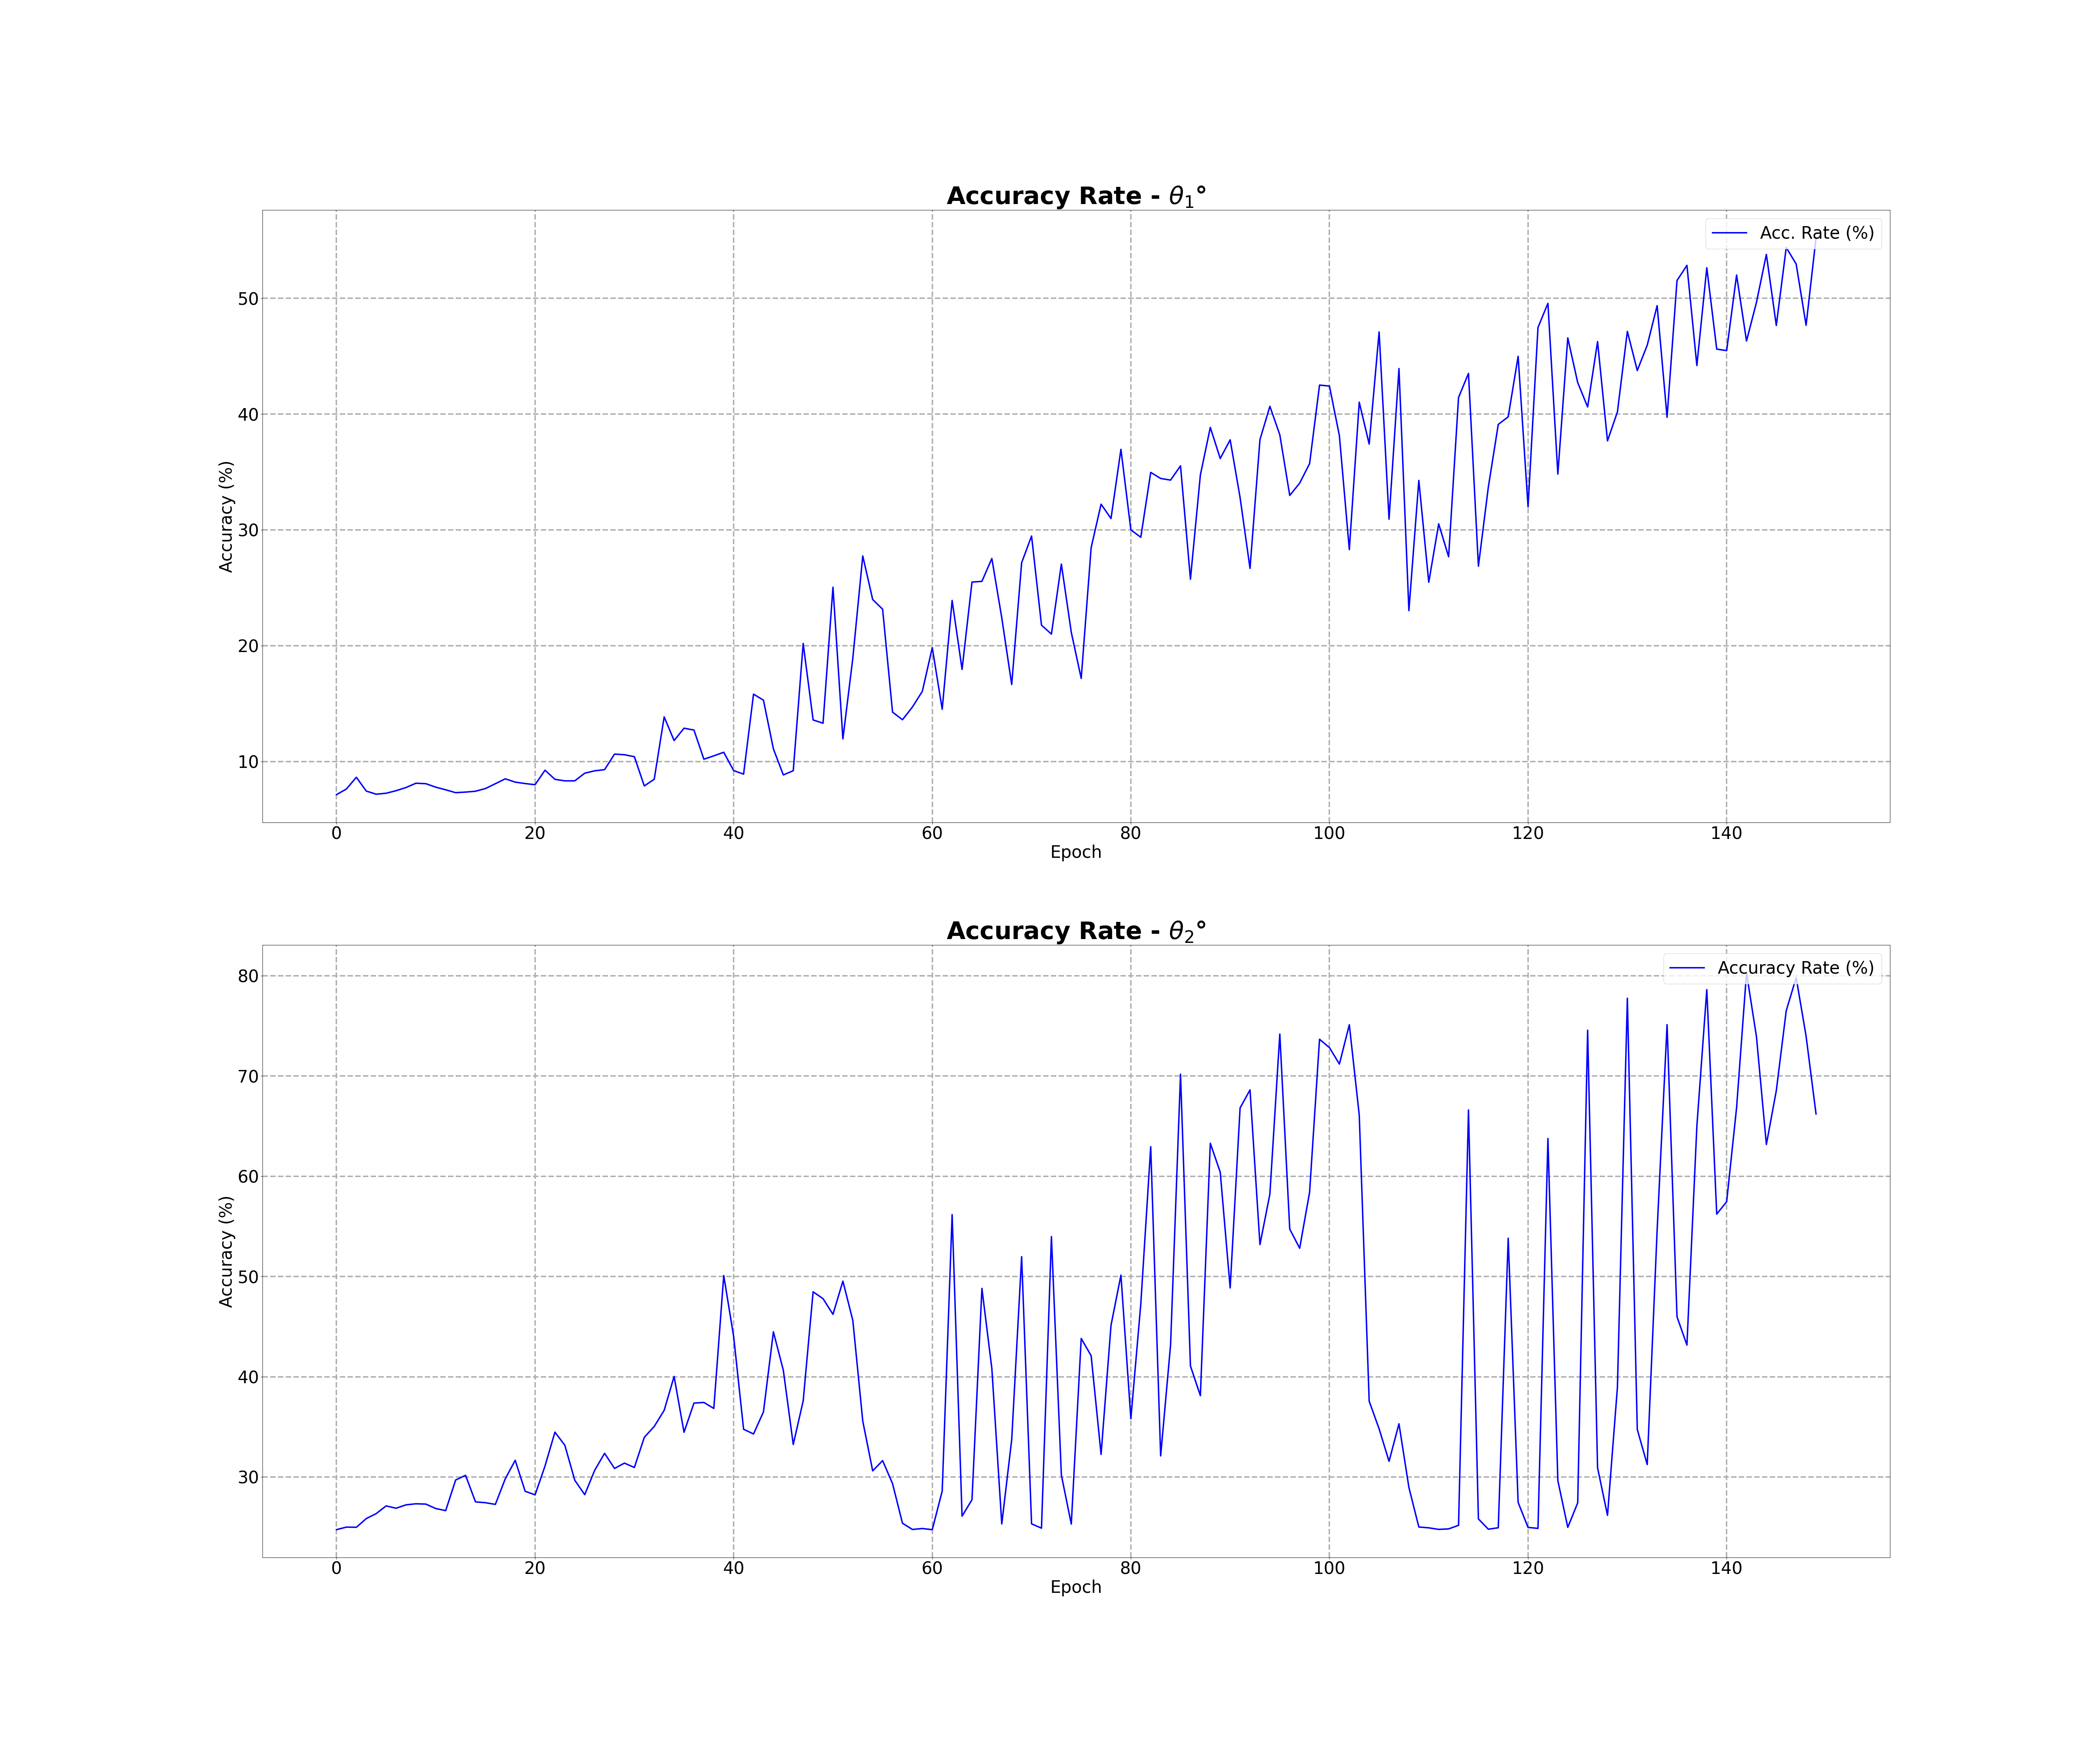 Accuracy Rate - θ₁°
Acc. Rate (%)
Accuracy (%)
50
40
30
20
10
0 20 40 60 80 100 120 140
Epoch
Accuracy Rate - θ₂°
Accuracy Rate (%)
Accuracy (%)
80
70
60
50
40
30
0 20 40 60 80 100 120 140
Epoch